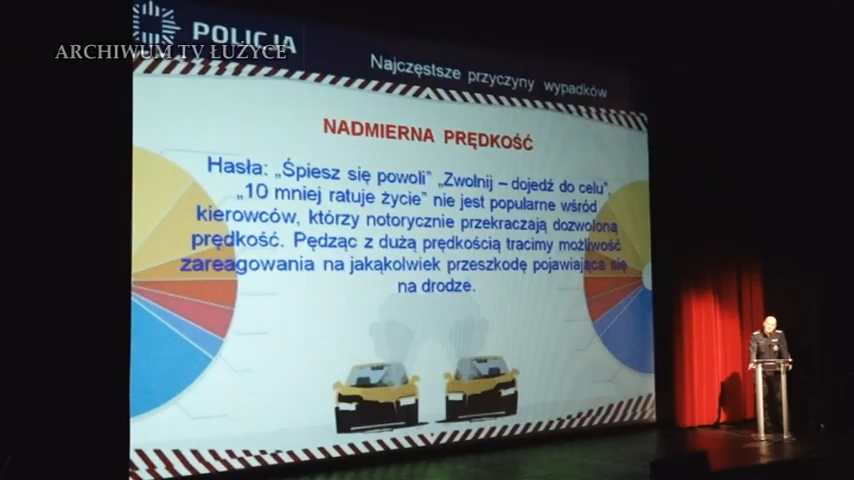 POLICJA
ARCHIWUM TV ŁUŻYCE
Najczęstsze przyczyny wypadków
NADMIERNA PRĘDKOŚĆ
Hasła: „Śpiesz się powoli” „Zwolnij – dojedź do celu”,
„10 mniej ratuje życie” nie jest popularne wśród
kierowców, którzy notorycznie przekraczają dozwoloną
prędkość. Pędząc z dużą prędkością tracimy możliwość
zareagowania na jakąkolwiek przeszkodę pojawiająca się
na drodze.